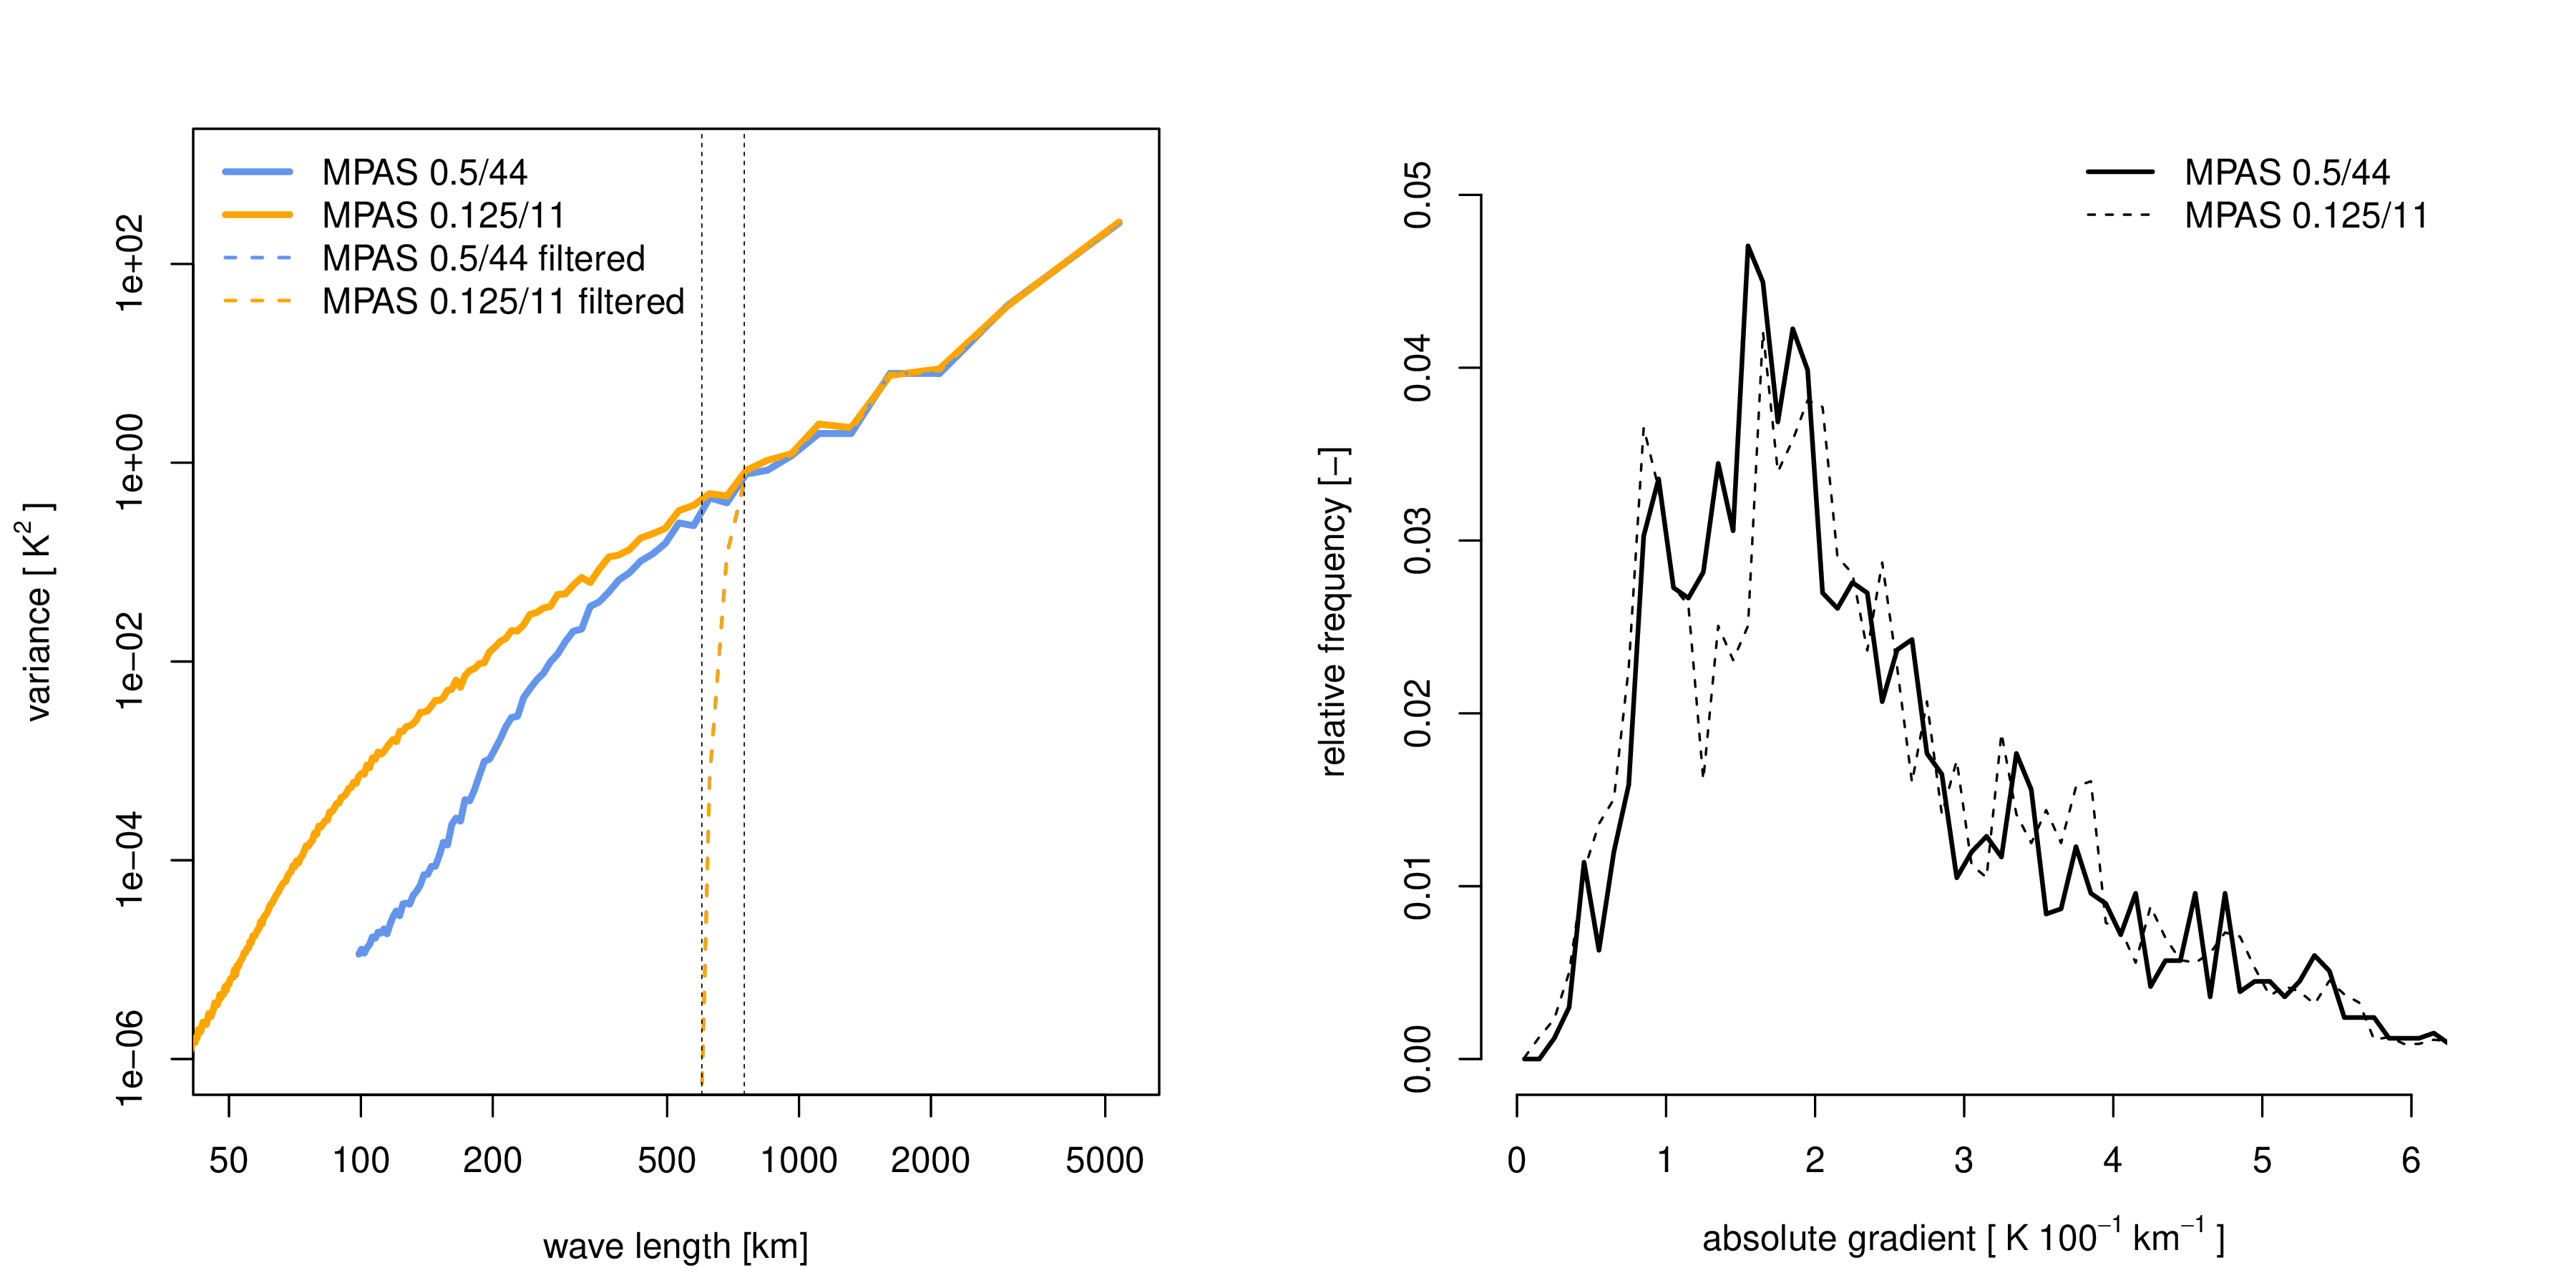 MPAS 0.5/44
MPAS 0.125/11
MPAS 0.5/44 filtered
MPAS 0.125/11 filtered
1e+02
1e+00
1e−02
1e−04
1e−06
variance [ K² ]
50 100 200 500 1000 2000 5000
wave length [km]
MPAS 0.5/44
MPAS 0.125/11
0.05
0.04
0.03
0.02
0.01
0.00
relative frequency [−]
0 1 2 3 4 5 6
absolute gradient [ K 100⁻¹ km⁻¹ ]